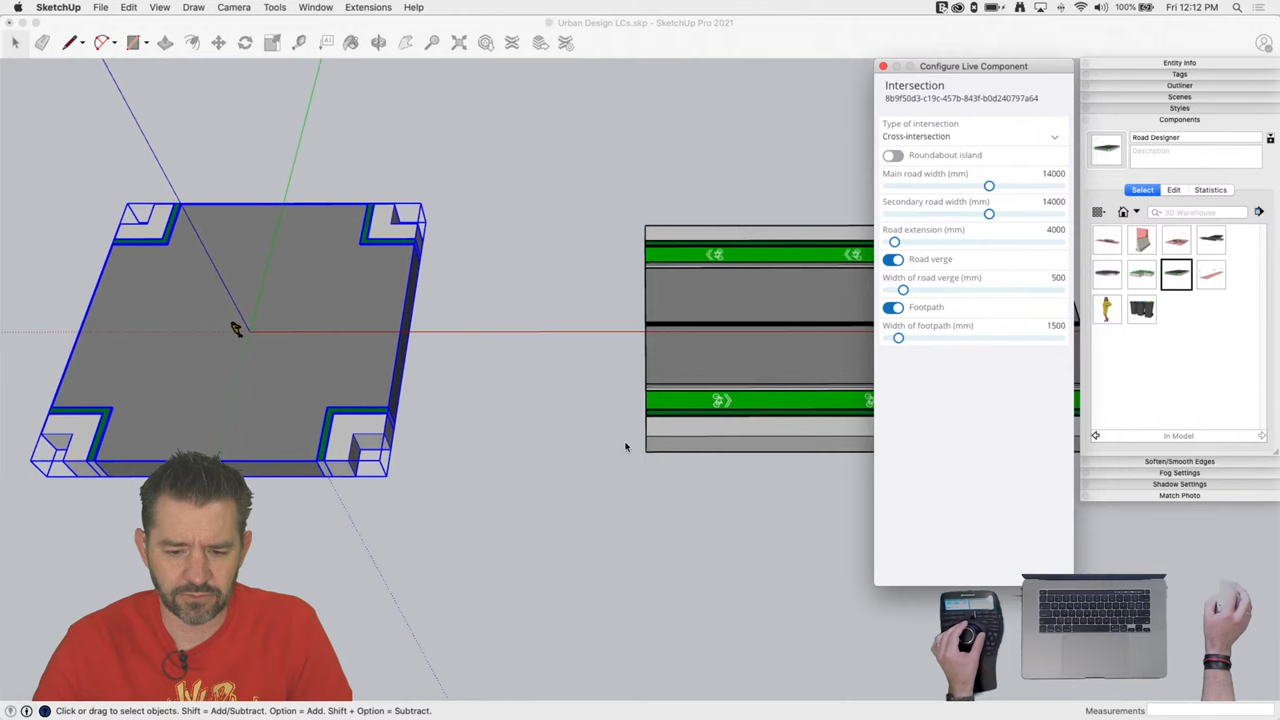 SketchUp File Edit View Draw Camera Tools Window Extensions Help
100% Fri 12:12 PM
Urban Design LCs.skp - SketchUp Pro 2021
Configure Live Component
Intersection
8b9f50d3-c19c-457b-843f-b0d240797a64
Type of intersection
Cross-intersection
Roundabout island
Main road width (mm) 14000
Secondary road width (mm) 14000
Road extension (mm) 4000
Road verge
Width of road verge (mm) 500
Footpath
Width of footpath (mm) 1500
Entity Info
Tags
Outliner
Scenes
Styles
Components
Road Designer
Description
Select Edit Statistics
3D Warehouse
In Model
Soften/Smooth Edges
Fog Settings
Shadow Settings
Match Photo
Click or drag to select objects. Shift = Add/Subtract. Option = Add. Shift + Option = Subtract.
Measurements